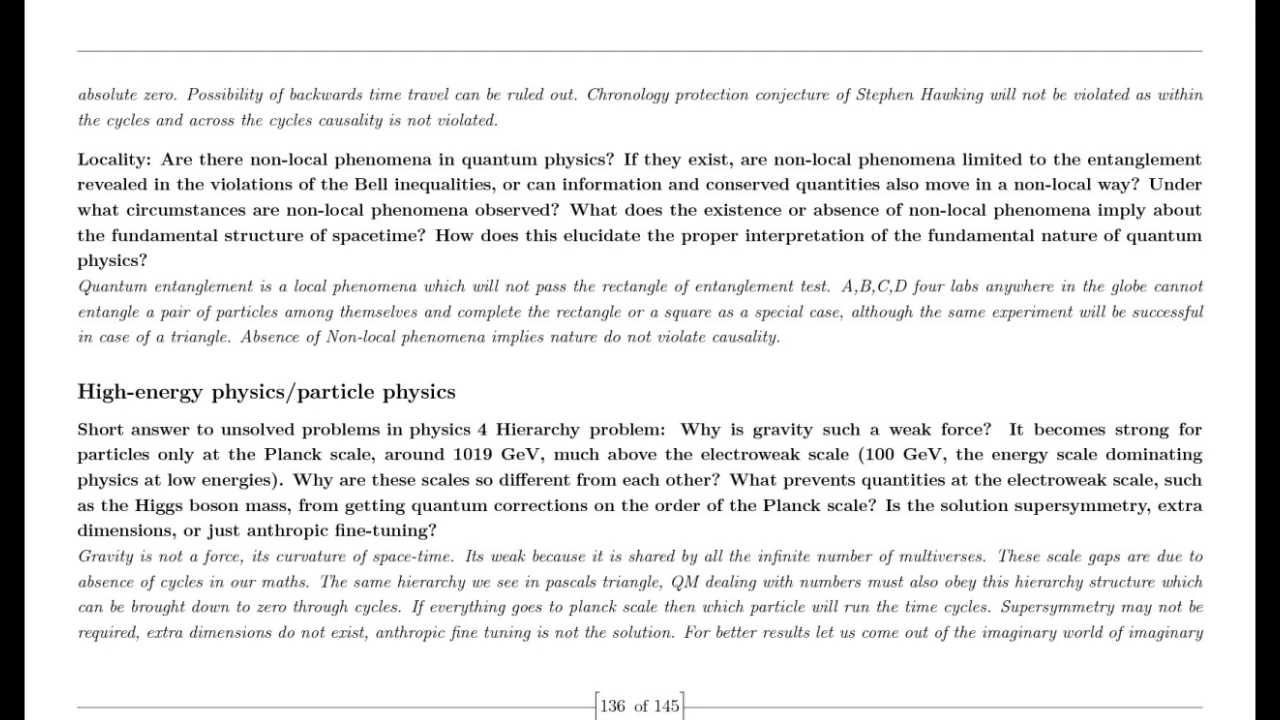 absolute zero. Possibility of backwards time travel can be ruled out. Chronology protection conjecture of Stephen Hawking will not be violated as within
the cycles and across the cycles causality is not violated.
Locality: Are there non-local phenomena in quantum physics? If they exist, are non-local phenomena limited to the entanglement
revealed in the violations of the Bell inequalities, or can information and conserved quantities also move in a non-local way? Under
what circumstances are non-local phenomena observed? What does the existence or absence of non-local phenomena imply about
the fundamental structure of spacetime? How does this elucidate the proper interpretation of the fundamental nature of quantum
physics?
Quantum entanglement is a local phenomena which will not pass the rectangle of entanglement test. A,B,C,D four labs anywhere in the globe cannot
entangle a pair of particles among themselves and complete the rectangle or a square as a special case, although the same experiment will be successful
in case of a triangle. Absence of Non-local phenomena implies nature do not violate causality.
High-energy physics/particle physics
Short answer to unsolved problems in physics 4 Hierarchy problem: Why is gravity such a weak force? It becomes strong for
particles only at the Planck scale, around 1019 GeV, much above the electroweak scale (100 GeV, the energy scale dominating
physics at low energies). Why are these scales so different from each other? What prevents quantities at the electroweak scale, such
as the Higgs boson mass, from getting quantum corrections on the order of the Planck scale? Is the solution supersymmetry, extra
dimensions, or just anthropic fine-tuning?
Gravity is not a force, its curvature of space-time. Its weak because it is shared by all the infinite number of multiverses. These scale gaps are due to
absence of cycles in our maths. The same hierarchy we see in pascals triangle, QM dealing with numbers must also obey this hierarchy structure which
can be brought down to zero through cycles. If everything goes to planck scale then which particle will run the time cycles. Supersymmetry may not be
required, extra dimensions do not exist, anthropic fine tuning is not the solution. For better results let us come out of the imaginary world of imaginary
136 of 145